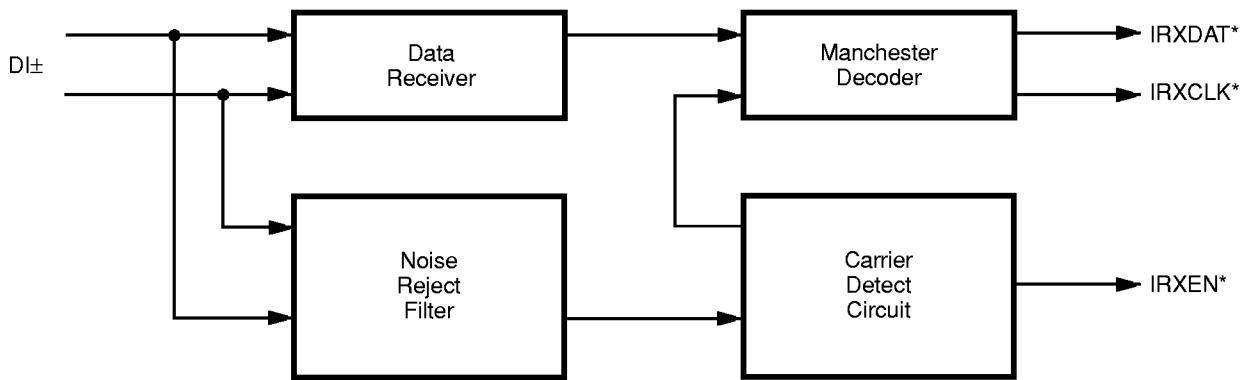 DI±
Data
Receiver
Manchester
Decoder
IRXDAT*
IRXCLK*
Noise
Reject
Filter
Carrier
Detect
Circuit
IRXEN*